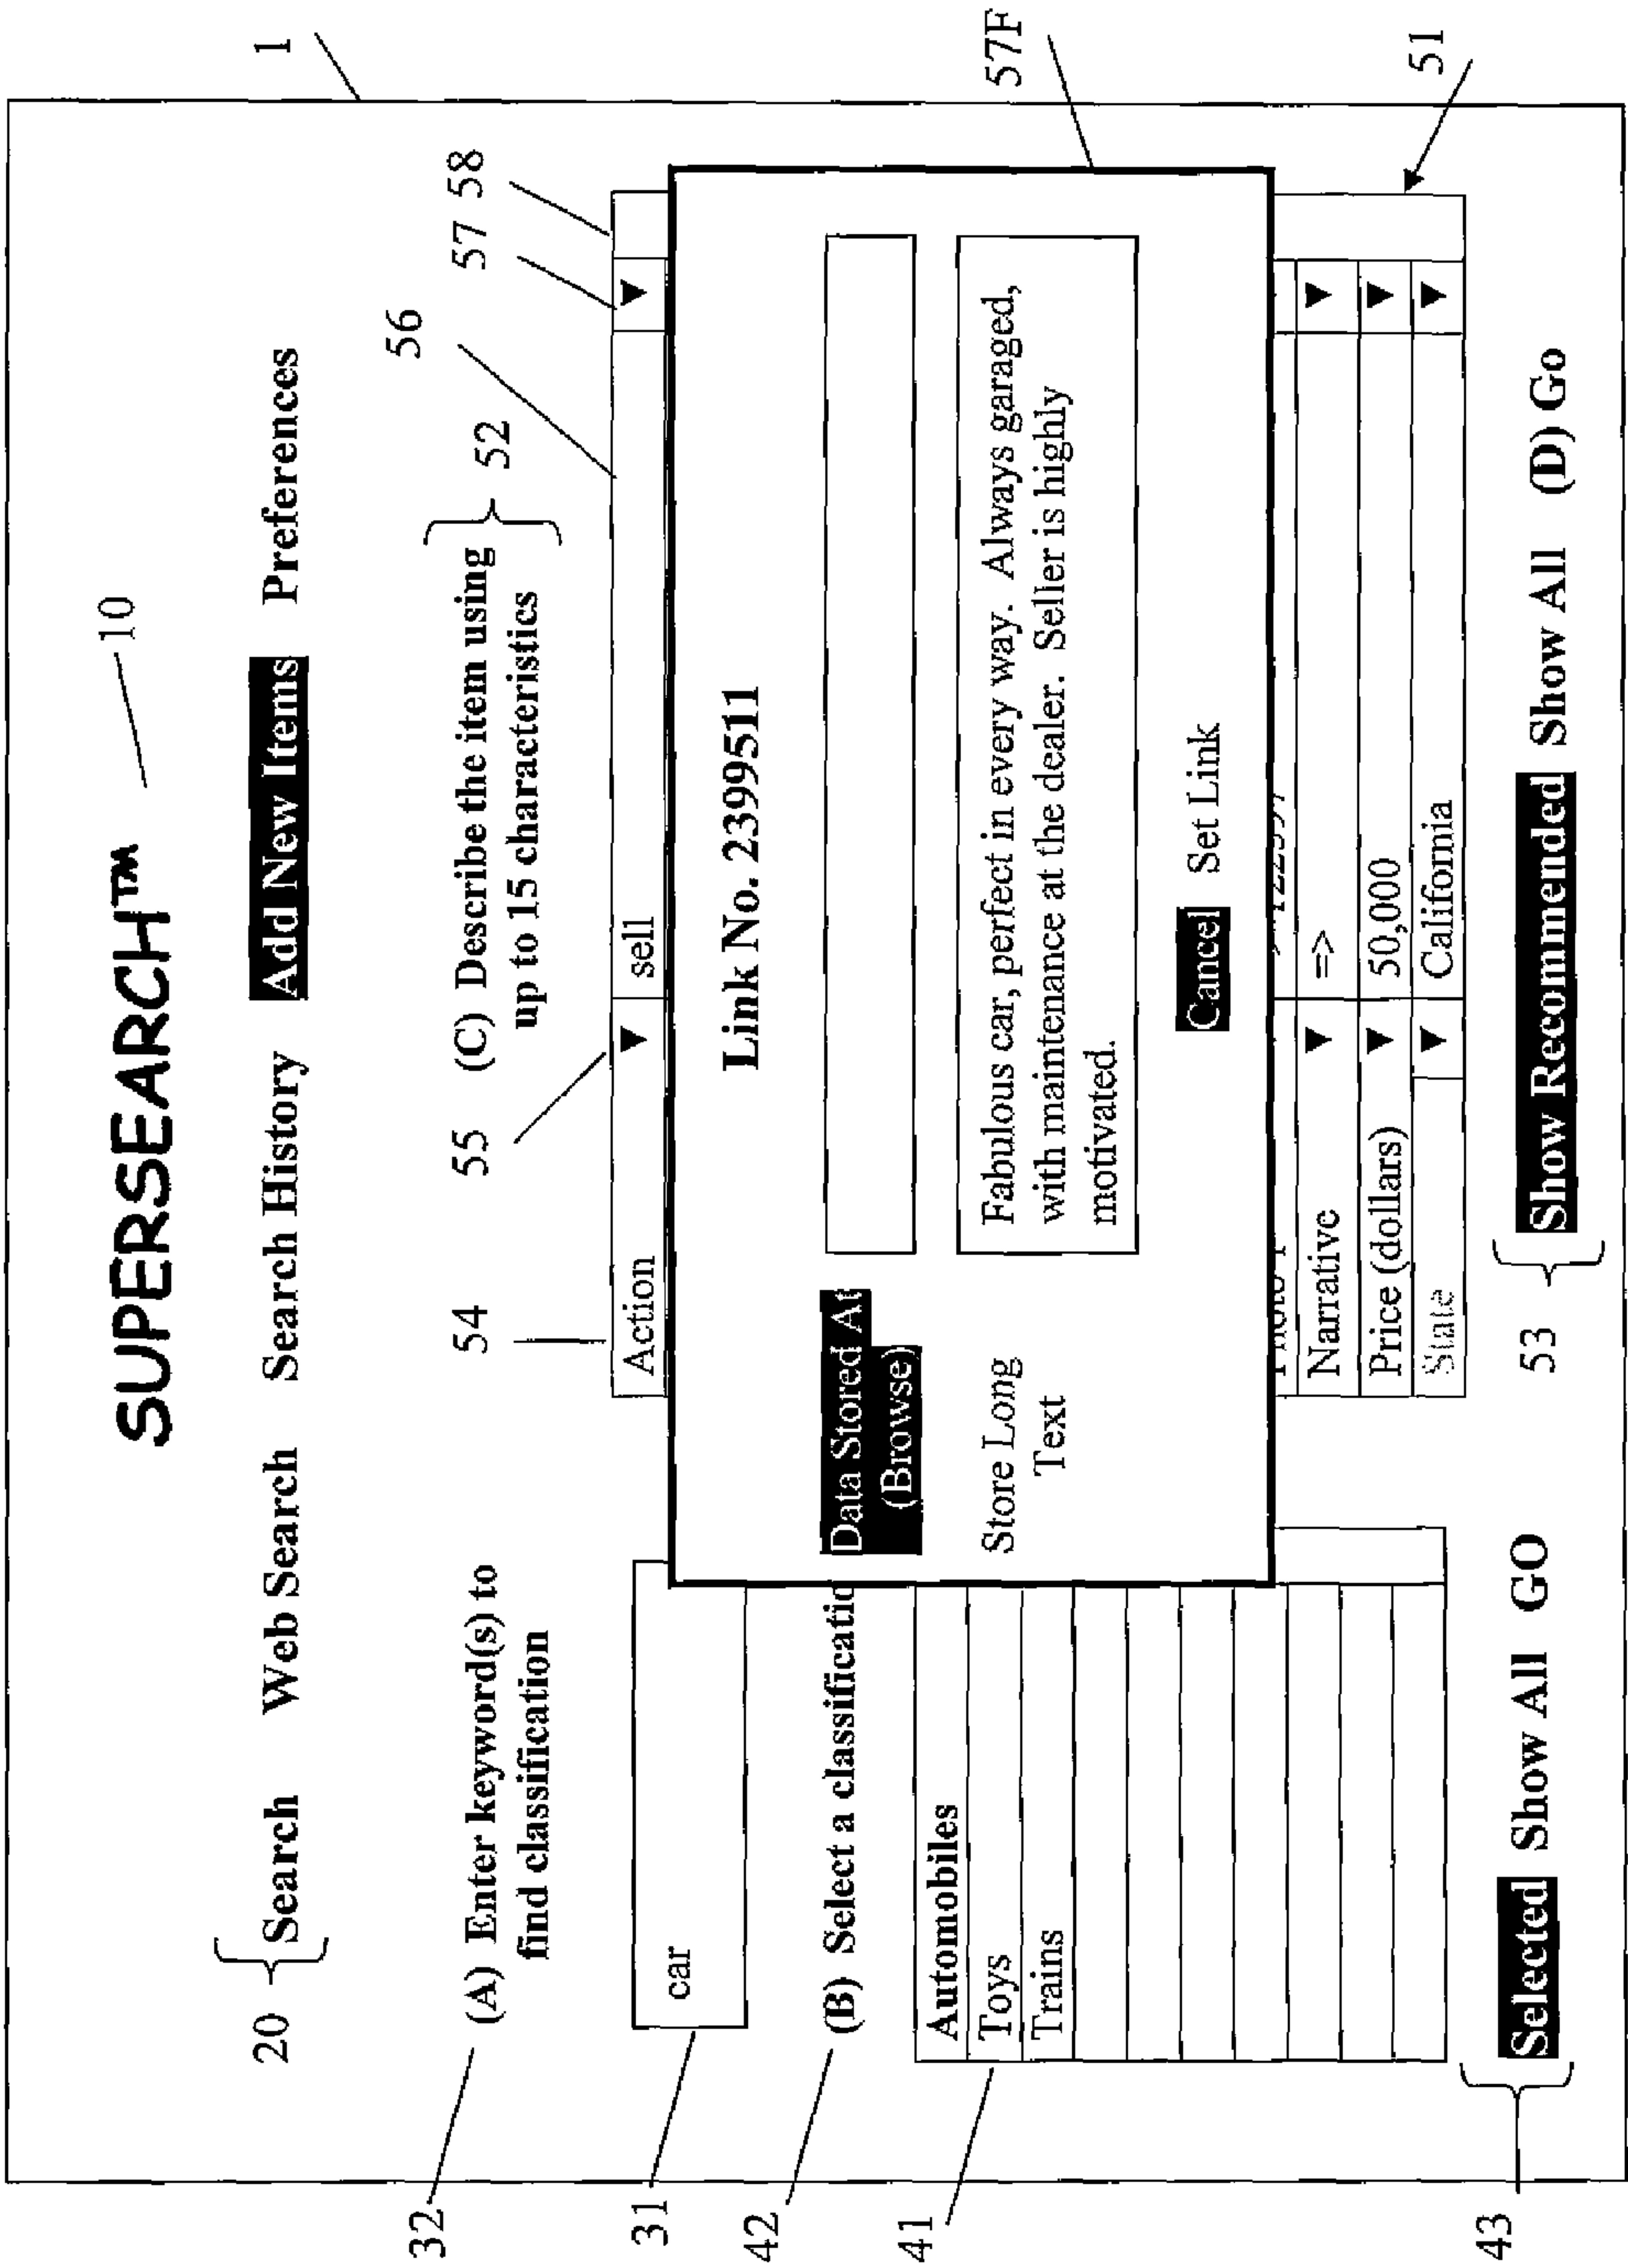 SUPERSEARCH™
10
1
20
Search Web Search Search History Add New Items Preferences
32
(A) Enter keyword(s) to
find classification
31
car
42
(B) Select a classificatio
41
Automobiles
Toys
Trains
43
Selected Show All GO
54 55 56 57 58
(C) Describe the item using
up to 15 characteristics
52
Action ▼ sell ▼
57F
Link No. 2399511
Data Stored At
(Browse)
Store Long
Text
Fabulous car, perfect in every way. Always garaged,
with maintenance at the dealer. Seller is highly
motivated.
Cancel Set Link
Narrative ▼ => ▼
Price (dollars) ▼ 50,000 ▼
State ▼ California ▼
51
53
Show Recommended Show All (D) Go